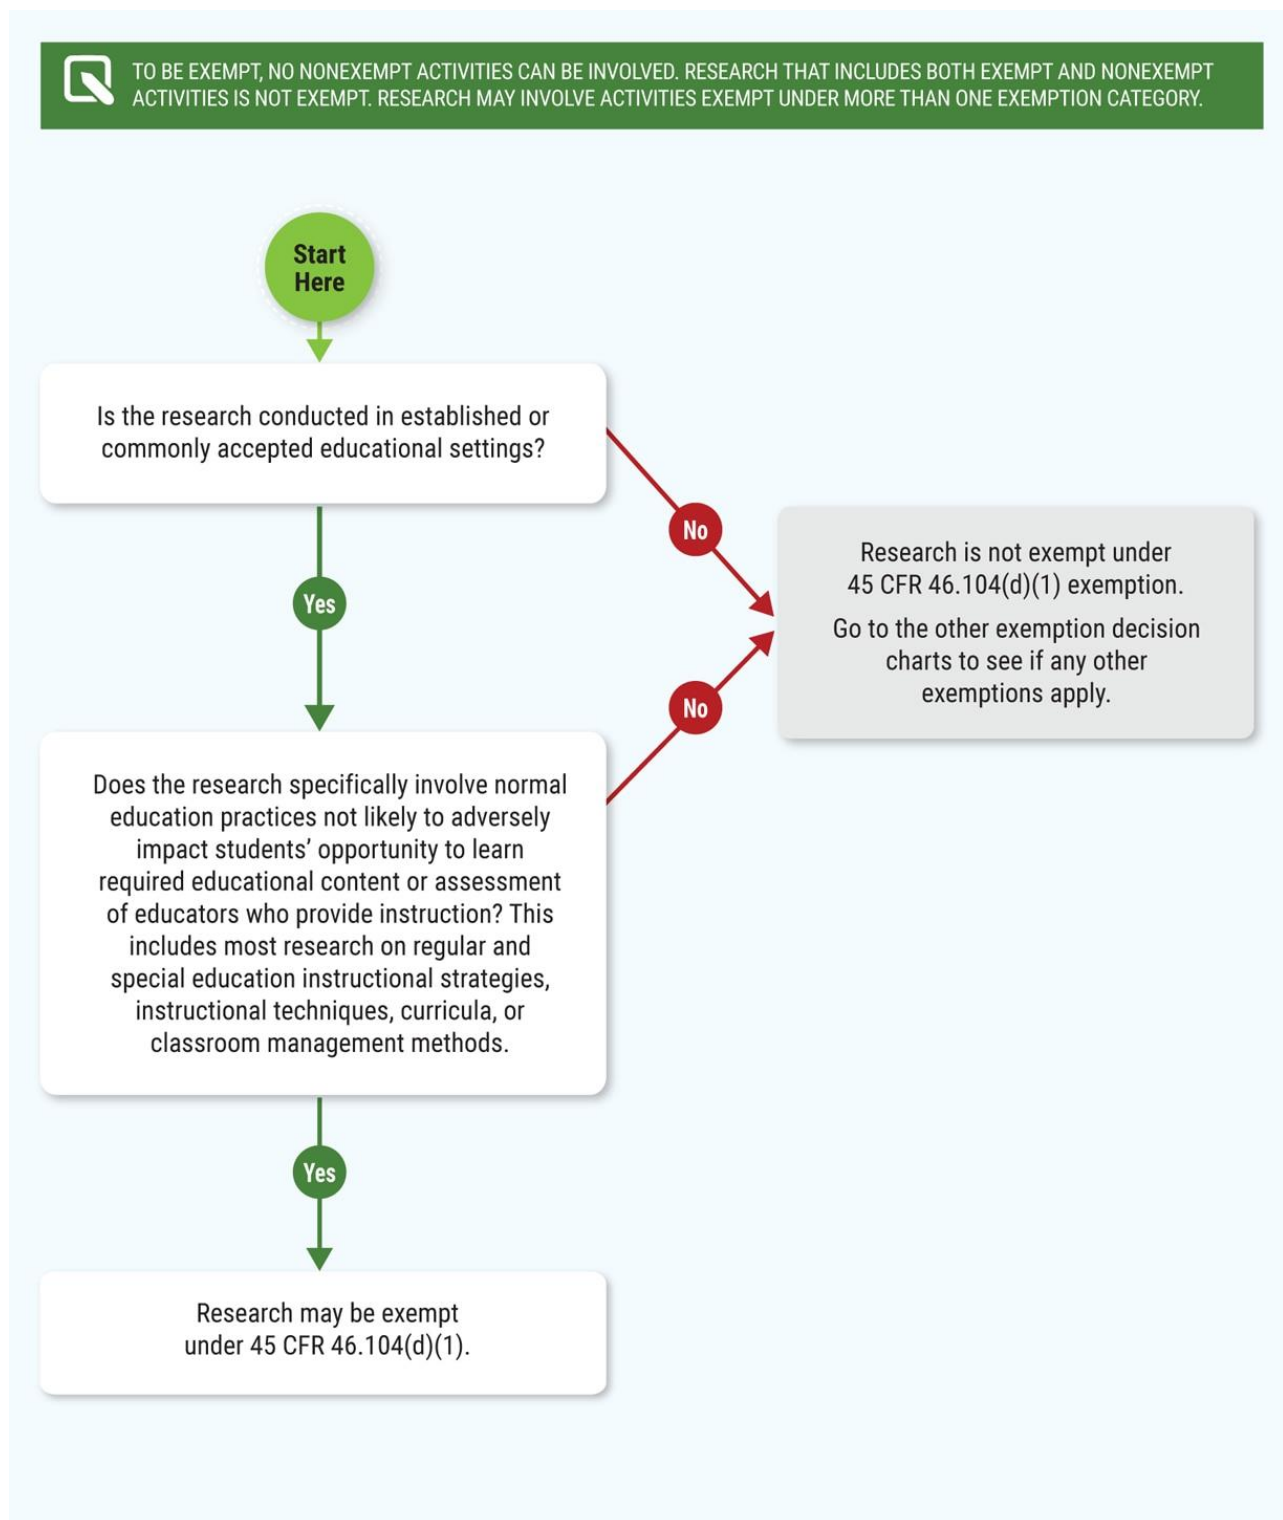 TO BE EXEMPT, NO NONEXEMPT ACTIVITIES CAN BE INVOLVED. RESEARCH THAT INCLUDES BOTH EXEMPT AND NONEXEMPT
ACTIVITIES IS NOT EXEMPT. RESEARCH MAY INVOLVE ACTIVITIES EXEMPT UNDER MORE THAN ONE EXEMPTION CATEGORY.
Start
Here
Is the research conducted in established or
commonly accepted educational settings?
No
Yes
Research is not exempt under
45 CFR 46.104(d)(1) exemption.
Go to the other exemption decision
charts to see if any other
exemptions apply.
No
Does the research specifically involve normal
education practices not likely to adversely
impact students’ opportunity to learn
required educational content or assessment
of educators who provide instruction? This
includes most research on regular and
special education instructional strategies,
instructional techniques, curricula, or
classroom management methods.
Yes
Research may be exempt
under 45 CFR 46.104(d)(1).